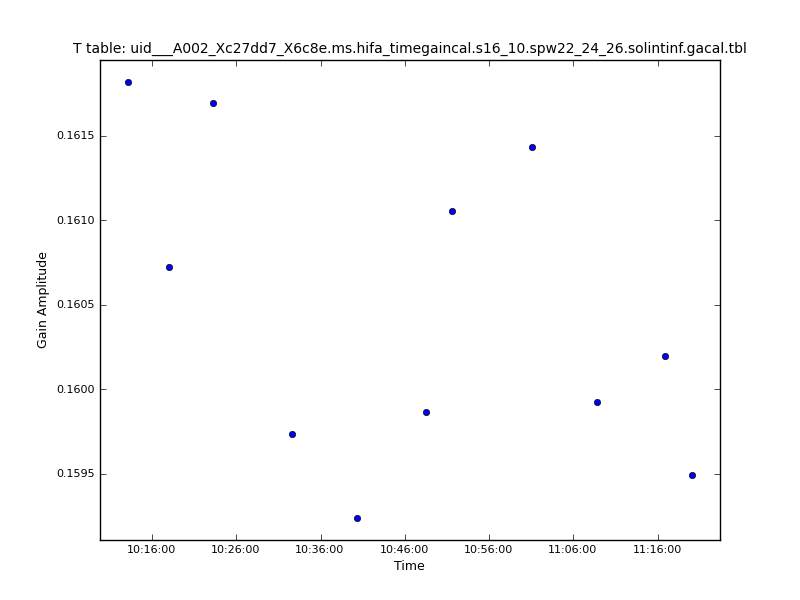 T table: uid___A002_Xc27dd7_X6c8e.ms.hifa_timegaincal.s16_10.spw22_24_26.solintinf.gacal.tbl
0.1615
0.1610
0.1605
0.1600
0.1595
Gain Amplitude
10:16:00 10:26:00 10:36:00 10:46:00 10:56:00 11:06:00 11:16:00
Time